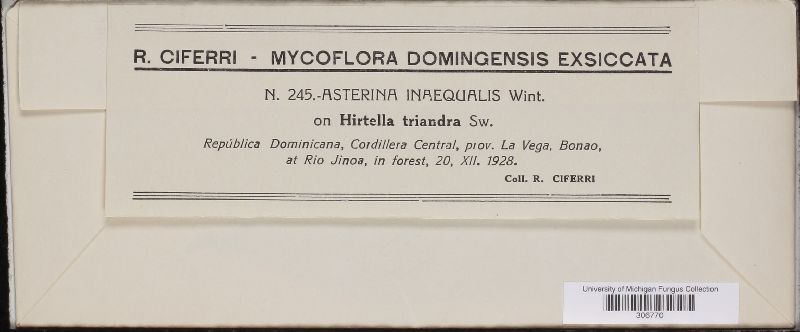 R. CIFERRI - MYCOFLORA DOMINGENSIS EXSICCATA
N. 245.-ASTERINA INAEQUALIS Wint.
on Hirtella triandra Sw.
República Dominicana, Cordillera Central, prov. La Vega, Bonao,
at Rio Jinoa, in forest, 20, XII. 1928.
Coll. R. CIFERRI
University of Michigan Fungus Collection
306770